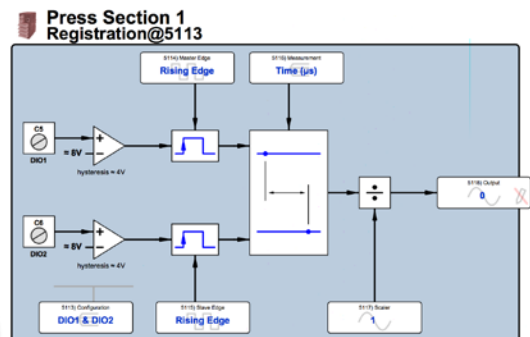 Press Section 1
Registration@5113
5114) Master Edge
Rising Edge
5116) Measurement
Time (µs)
C5
DIO1
≈ 8V
+
−
hysteresis ≈ 4V
÷
5118) Output
0
C6
DIO2
≈ 8V
+
−
hysteresis ≈ 4V
5113) Configuration
DIO1 & DIO2
5115) Slave Edge
Rising Edge
5117) Scaler
1